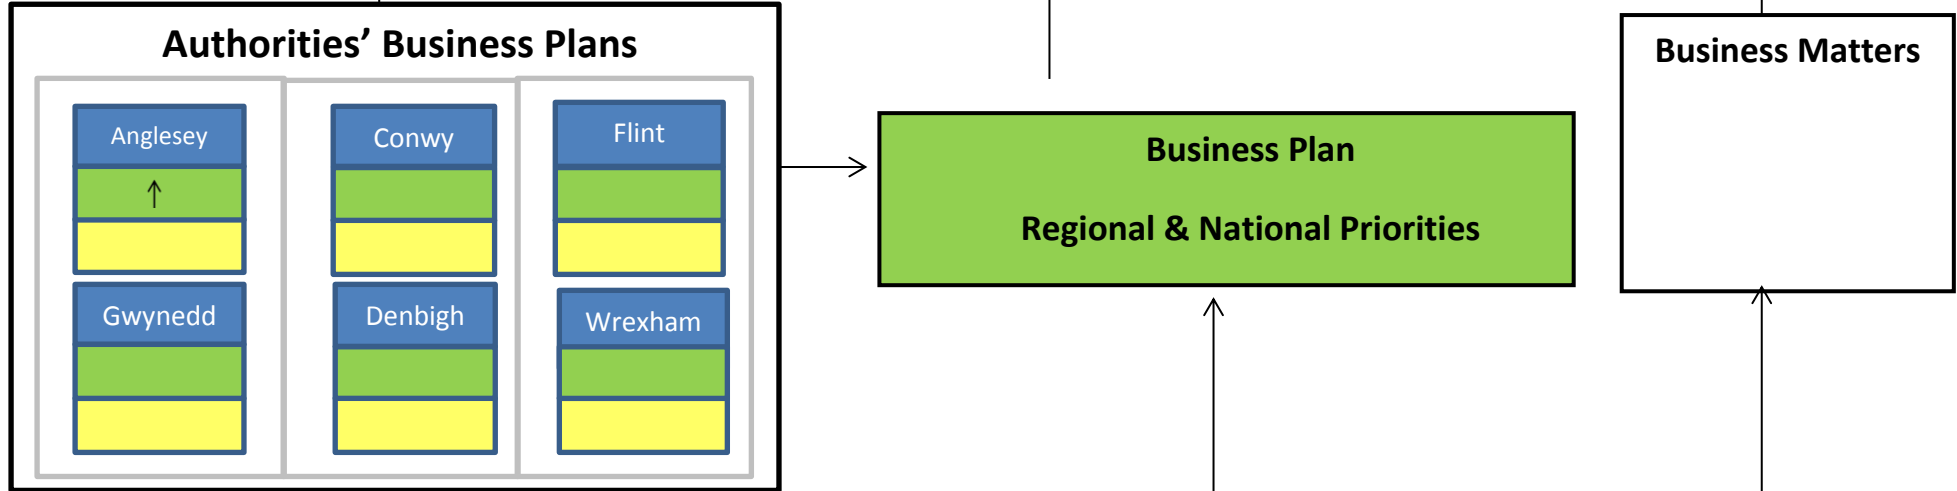 Authorities’ Business Plans
Anglesey
Conwy
Flint
Gwynedd
Denbigh
Wrexham
Business Plan
Regional & National Priorities
Business Matters